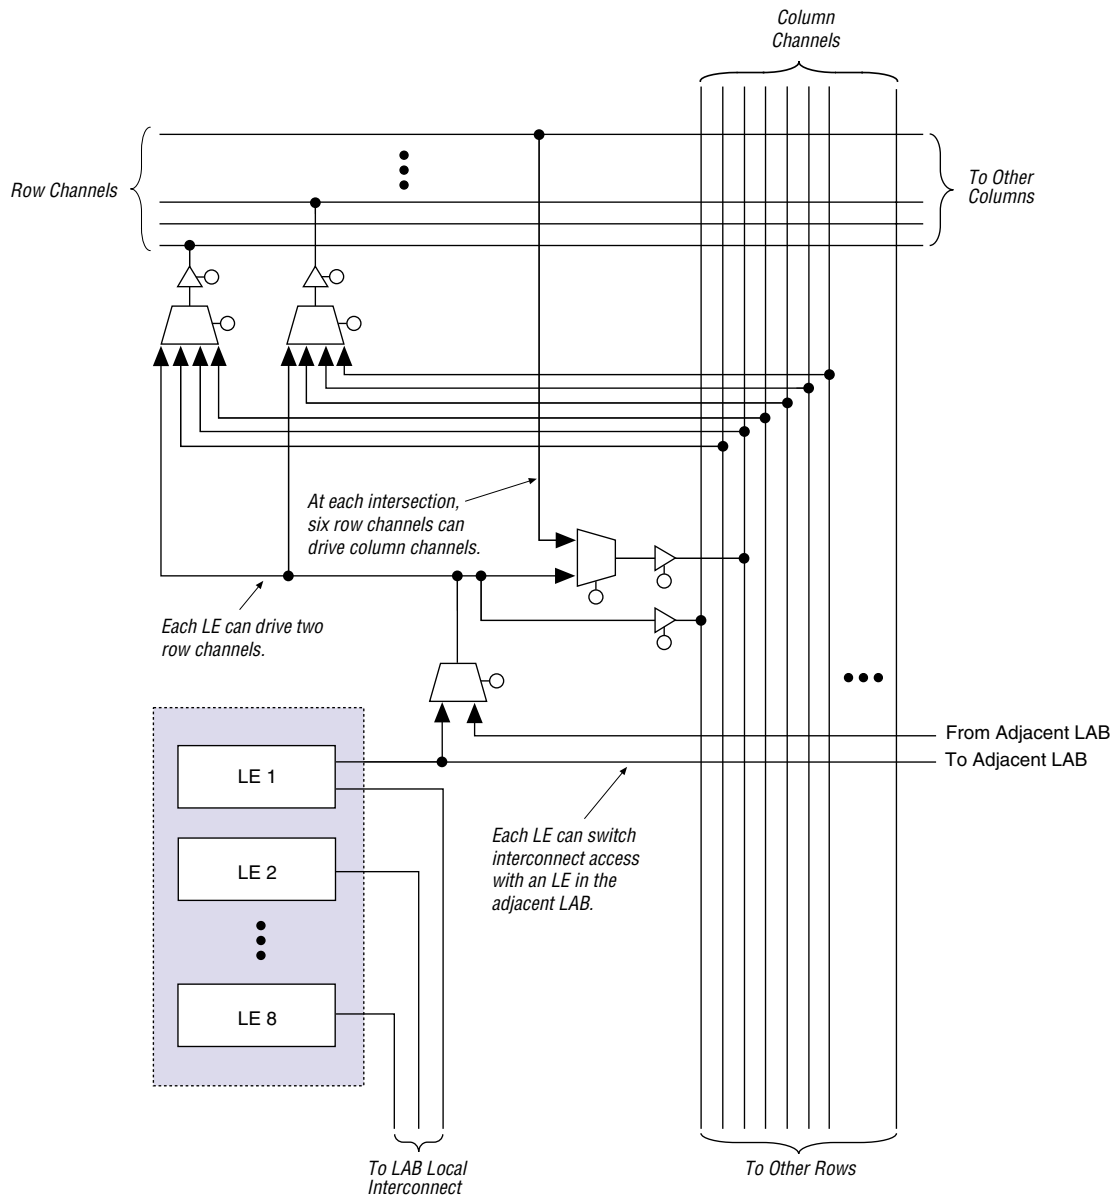 Column
Channels
Row Channels
To Other
Columns
At each intersection,
six row channels can
drive column channels.
Each LE can drive two
row channels.
From Adjacent LAB
To Adjacent LAB
LE 1
Each LE can switch
interconnect access
with an LE in the
adjacent LAB.
LE 2
LE 8
To LAB Local
Interconnect
To Other Rows